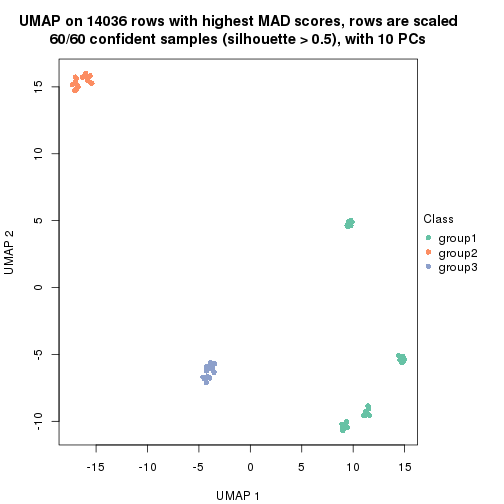 UMAP on 14036 rows with highest MAD scores, rows are scaled
60/60 confident samples (silhouette > 0.5), with 10 PCs
15
10
5
0
-5
-10
UMAP 2
-15
-10
-5
0
5
10
15
UMAP 1
Class
group1
group2
group3